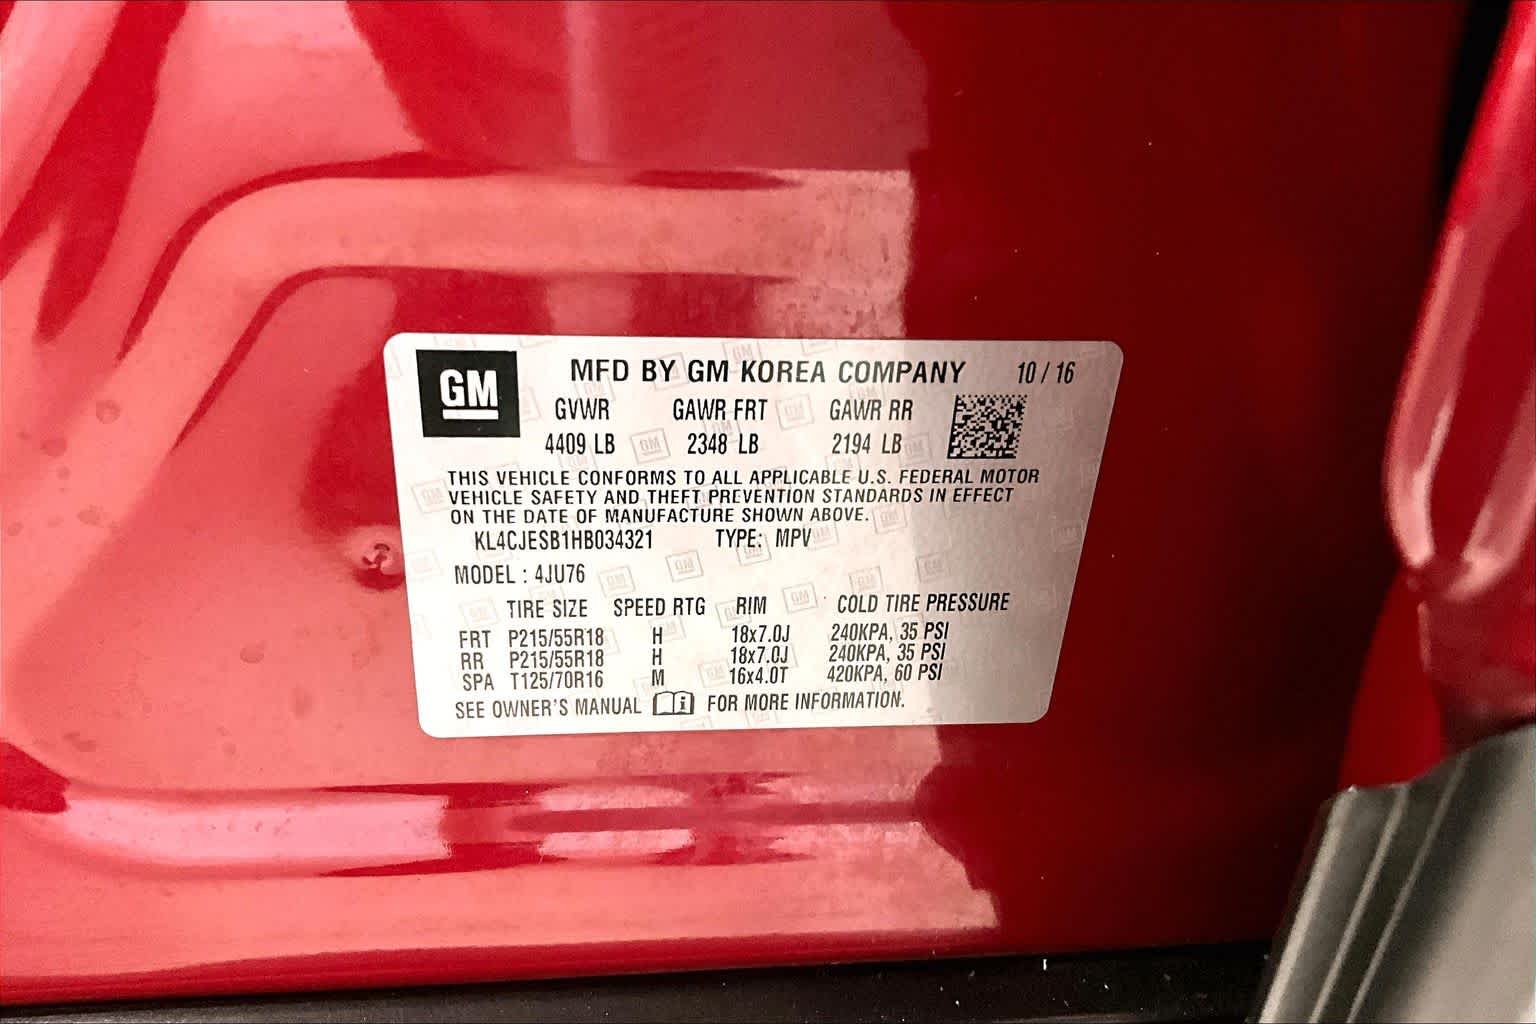 GM MFD BY GM KOREA COMPANY 10 / 16
GVWR GAWR FRT GAWR RR
4409 LB 2348 LB 2194 LB
THIS VEHICLE CONFORMS TO ALL APPLICABLE U.S. FEDERAL MOTOR
VEHICLE SAFETY AND THEFT PREVENTION STANDARDS IN EFFECT
ON THE DATE OF MANUFACTURE SHOWN ABOVE.
KL4CJESB1HB034321 TYPE: MPV
MODEL : 4JU76
TIRE SIZE SPEED RTG RIM COLD TIRE PRESSURE
FRT P215/55R18 H 18x7.0J 240KPA, 35 PSI
RR P215/55R18 H 18x7.0J 240KPA, 35 PSI
SPA T125/70R16 M 16x4.0T 420KPA, 60 PSI
SEE OWNER'S MANUAL i FOR MORE INFORMATION.